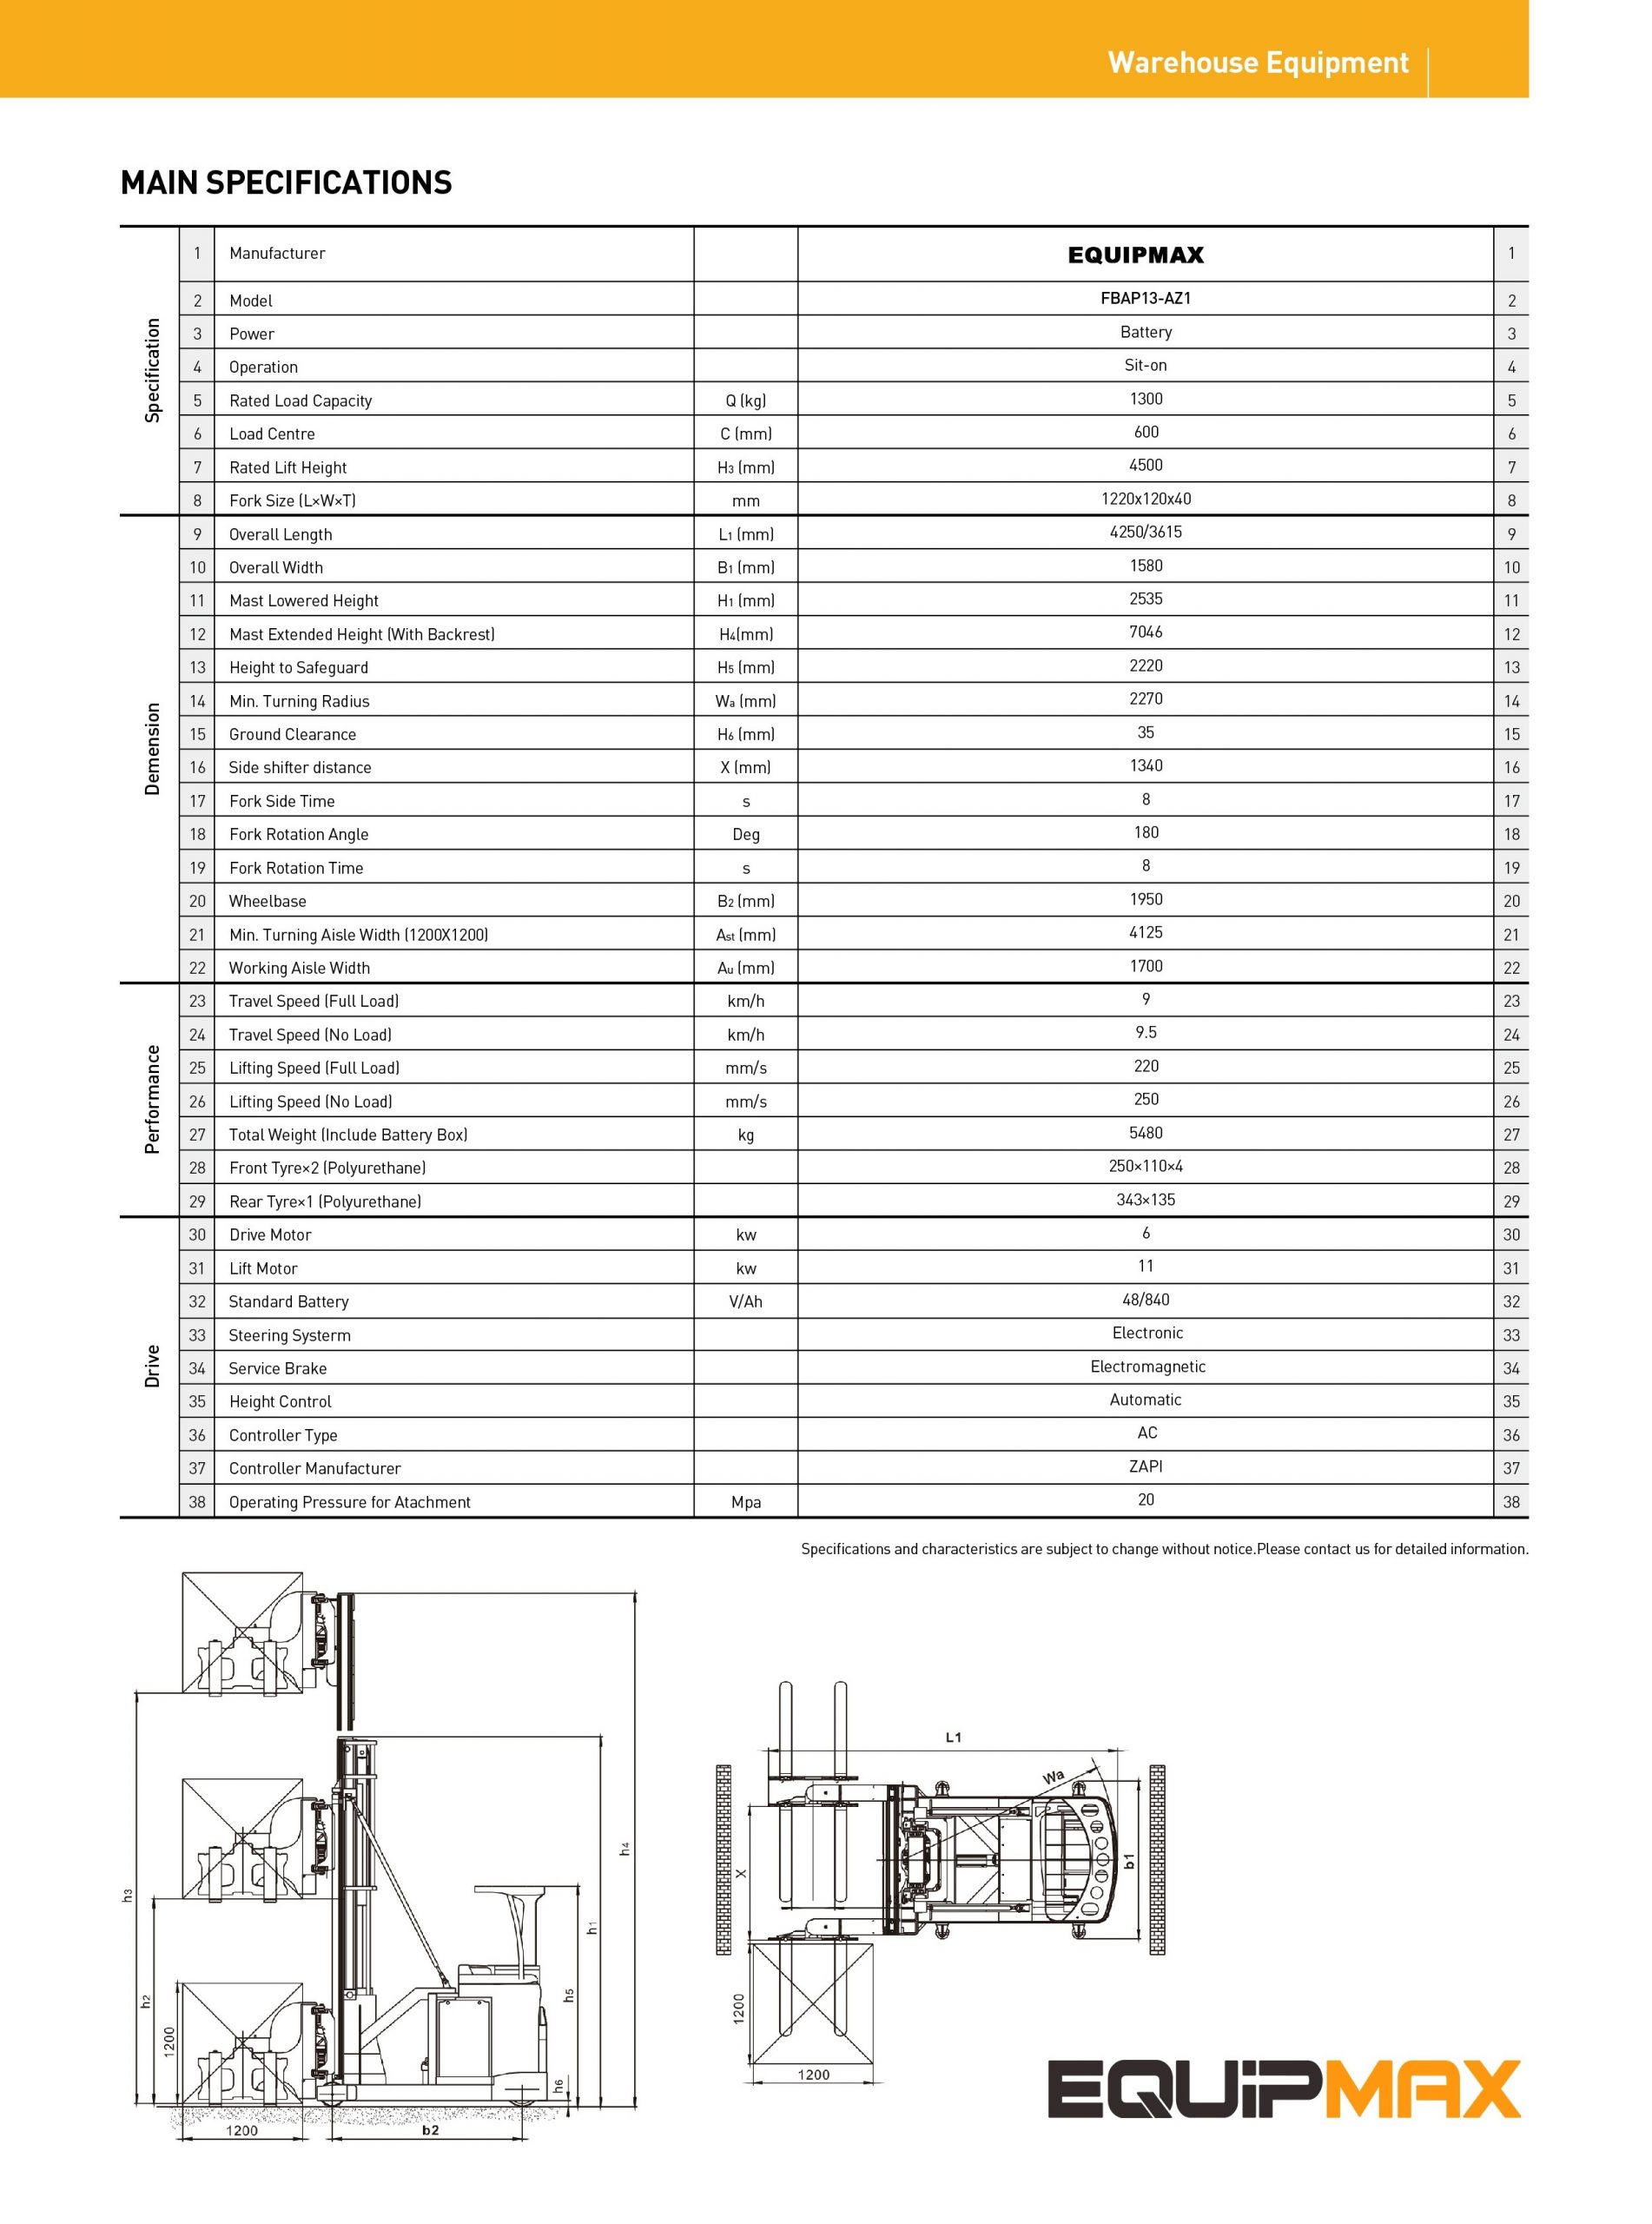 Warehouse Equipment
MAIN SPECIFICATIONS
Specification
1 Manufacturer EQUIPMAX 1
2 Model FBAP13-AZ1 2
3 Power Battery 3
4 Operation Sit-on 4
5 Rated Load Capacity Q (kg) 1300 5
6 Load Centre C (mm) 600 6
7 Rated Lift Height H3 (mm) 4500 7
8 Fork Size (L×W×T) mm 1220x120x40 8
Demension
9 Overall Length L1 (mm) 4250/3615 9
10 Overall Width B1 (mm) 1580 10
11 Mast Lowered Height H1 (mm) 2535 11
12 Mast Extended Height (With Backrest) H4(mm) 7046 12
13 Height to Safeguard H5 (mm) 2220 13
14 Min. Turning Radius Wa (mm) 2270 14
15 Ground Clearance H6 (mm) 35 15
16 Side shifter distance X (mm) 1340 16
17 Fork Side Time s 8 17
18 Fork Rotation Angle Deg 180 18
19 Fork Rotation Time s 8 19
20 Wheelbase B2 (mm) 1950 20
21 Min. Turning Aisle Width (1200X1200) Ast (mm) 4125 21
22 Working Aisle Width Au (mm) 1700 22
Performance
23 Travel Speed (Full Load) km/h 9 23
24 Travel Speed (No Load) km/h 9.5 24
25 Lifting Speed (Full Load) mm/s 220 25
26 Lifting Speed (No Load) mm/s 250 26
27 Total Weight (Include Battery Box) kg 5480 27
28 Front Tyre×2 (Polyurethane) 250×110×4 28
29 Rear Tyre×1 (Polyurethane) 343×135 29
Drive
30 Drive Motor kw 6 30
31 Lift Motor kw 11 31
32 Standard Battery V/Ah 48/840 32
33 Steering Systerm Electronic 33
34 Service Brake Electromagnetic 34
35 Height Control Automatic 35
36 Controller Type AC 36
37 Controller Manufacturer ZAPI 37
38 Operating Pressure for Atachment Mpa 20 38
Specifications and characteristics are subject to change without notice.Please contact us for detailed information.
h3
h2
1200
1200
b2
h6
h5
h1
h4
L1
Wa
X
b1
1200
1200
EQUIPMAX